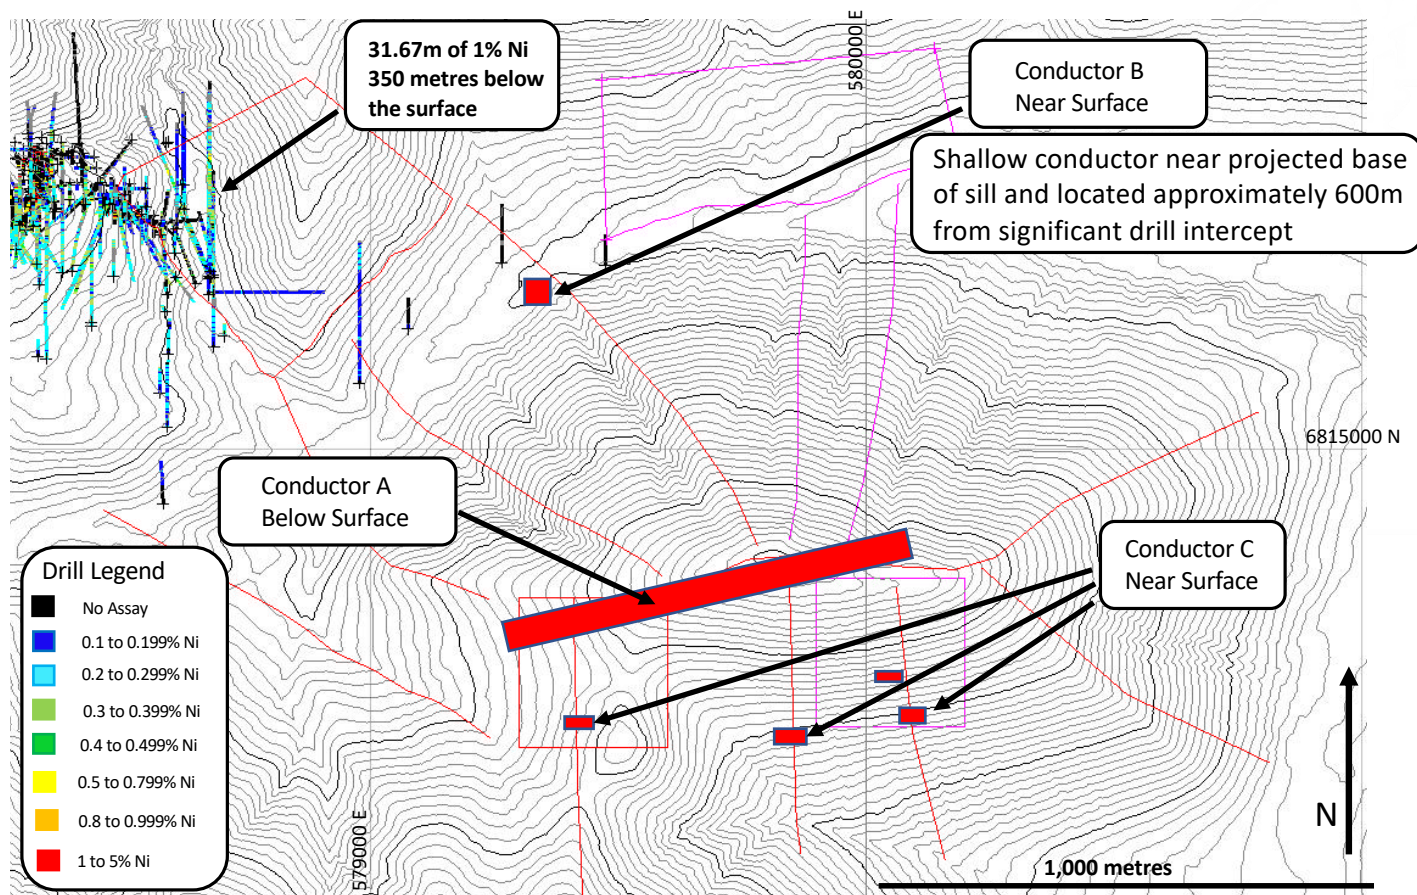 31.67m of 1% Ni
350 metres below
the surface
580000 E
Conductor B
Near Surface
Shallow conductor near projected base
of sill and located approximately 600m
from significant drill intercept
6815000 N
Conductor A
Below Surface
Conductor C
Near Surface
Drill Legend
No Assay
0.1 to 0.199% Ni
0.2 to 0.299% Ni
0.3 to 0.399% Ni
0.4 to 0.499% Ni
0.5 to 0.799% Ni
0.8 to 0.999% Ni
1 to 5% Ni
579000 E
N
1,000 metres